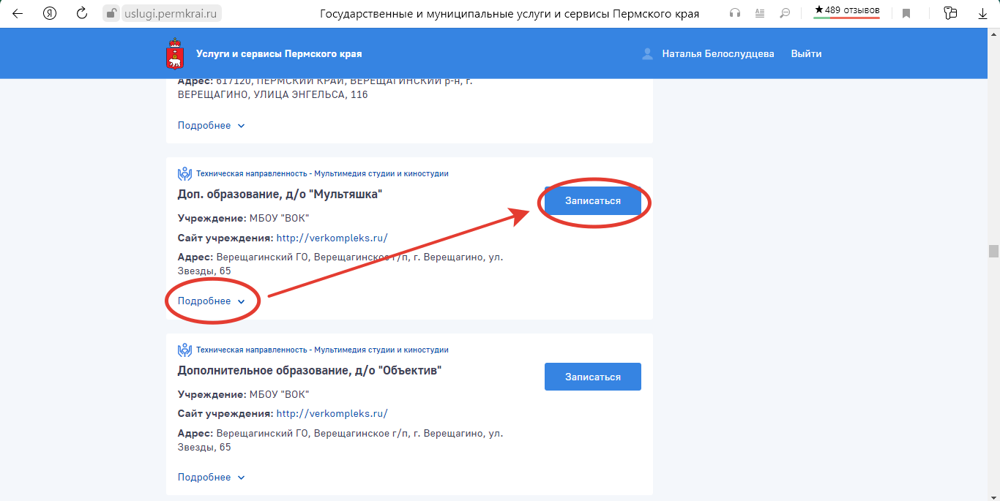 uslugi.permkrai.ru
Государственные и муниципальные услуги и сервисы Пермского края
★489 отзывов
Услуги и сервисы Пермского края
Наталья Белослудцева
Выйти
Адрес: 617120, ПЕРМСКИЙ КРАЙ, ВЕРЕЩАГИНСКИЙ р-н, г.
ВЕРЕЩАГИНО, УЛИЦА ЭНГЕЛЬСА, 116
Подробнее
Техническая направленность - Мультимедия студии и киностудии
Доп. образование, д/о "Мультяшка"
Записаться
Учреждение: МБОУ "ВОК"
Сайт учреждения: http://verkompleks.ru/
Адрес: Верещагинский ГО, Верещагинское г/п, г. Верещагино, ул.
Звезды, 65
Подробнее
Техническая направленность - Мультимедия студии и киностудии
Дополнительное образование, д/о "Объектив"
Записаться
Учреждение: МБОУ "ВОК"
Сайт учреждения: http://verkompleks.ru/
Адрес: Верещагинский ГО, Верещагинское г/п, г. Верещагино, ул.
Звезды, 65
Подробнее